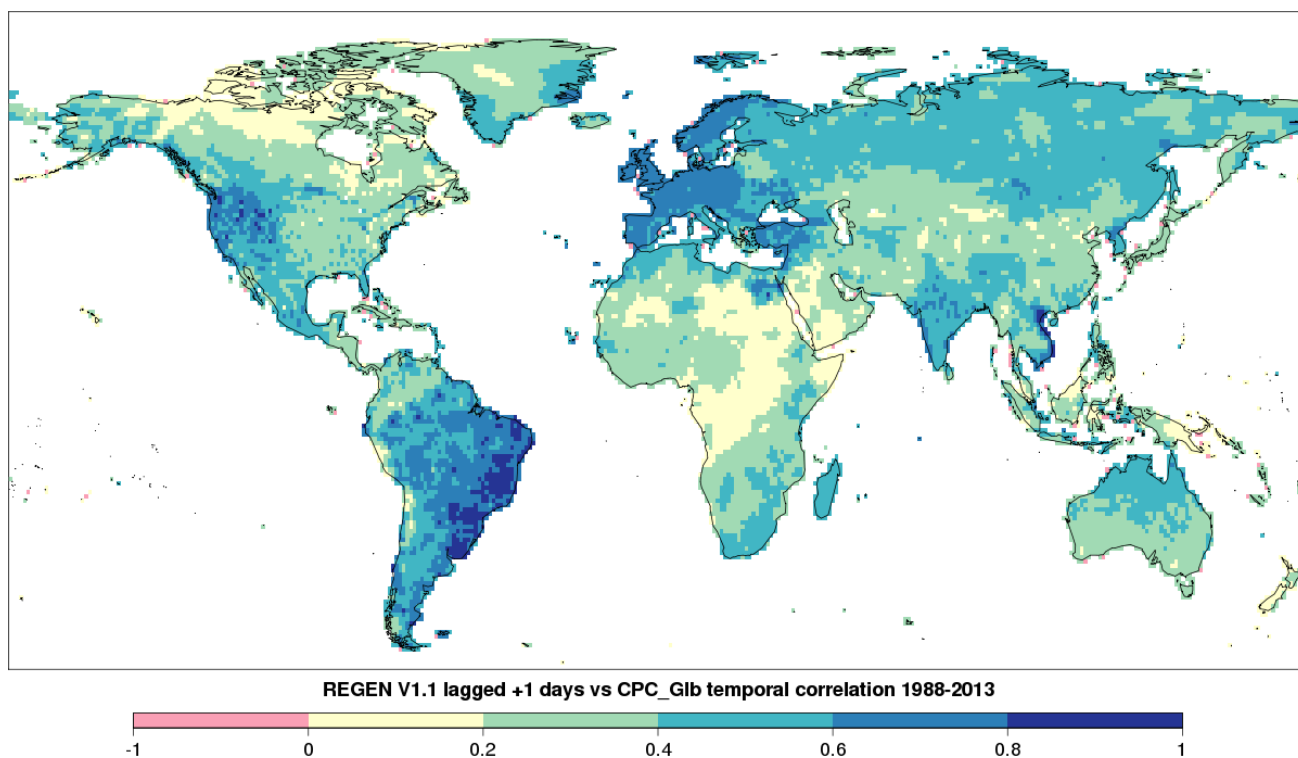 REGEN V1.1 lagged +1 days vs CPC_Glb temporal correlation 1988-2013
-1 0 0.2 0.4 0.6 0.8 1